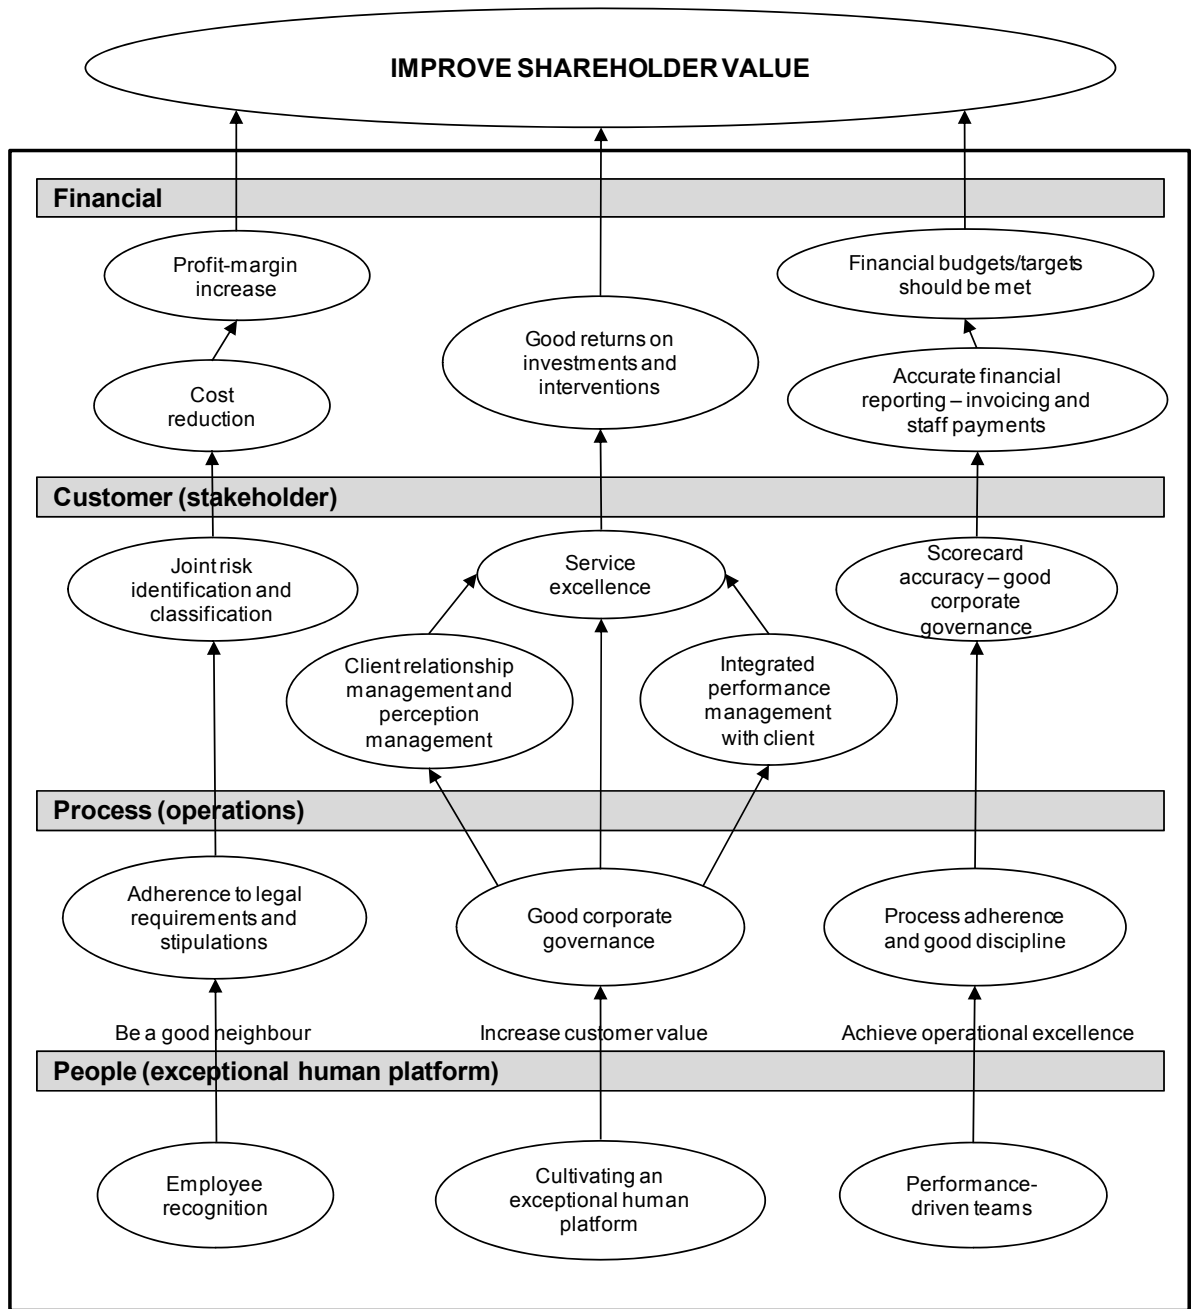 IMPROVE SHAREHOLDER VALUE
Financial
Profit-margin
increase
Financial budgets/targets
should be met
Good returns on
investments and
interventions
Cost
reduction
Accurate financial
reporting – invoicing and
staff payments
Customer (stakeholder)
Joint risk
identification and
classification
Service
excellence
Scorecard
accuracy – good
corporate
governance
Client relationship
management and
perception
management
Integrated
performance
management
with client
Process (operations)
Adherence to legal
requirements and
stipulations
Good corporate
governance
Process adherence
and good discipline
Be a good neighbour
Increase customer value
Achieve operational excellence
People (exceptional human platform)
Employee
recognition
Cultivating an
exceptional human
platform
Performance-
driven teams